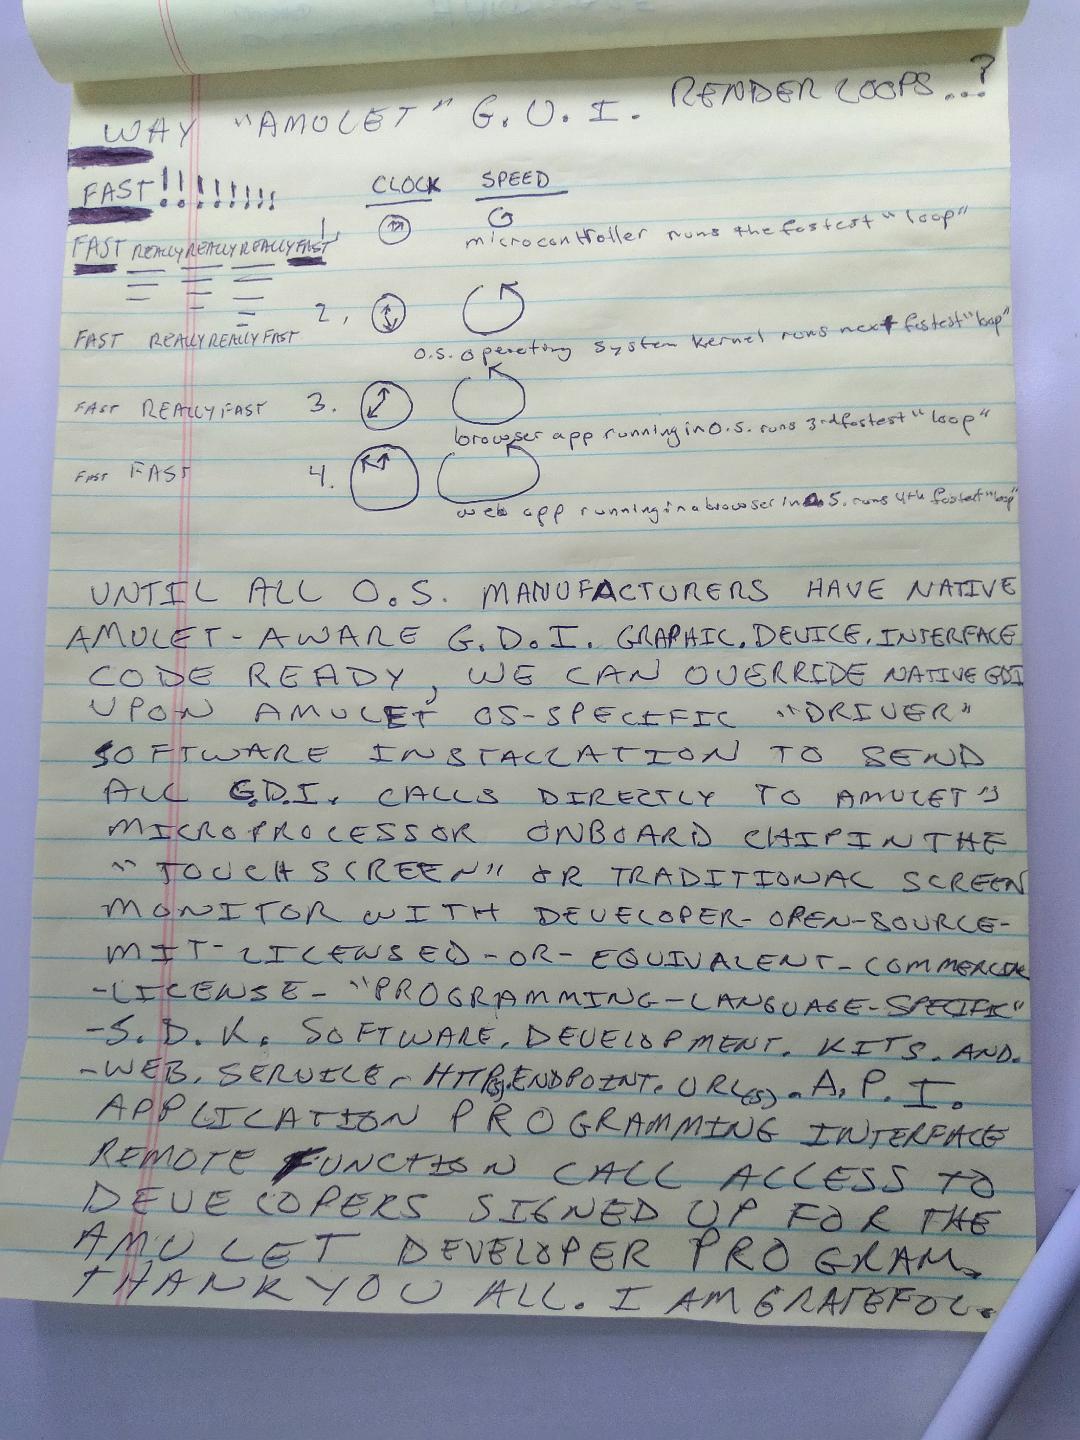 WAY "AMULET" G.U.I. RENDER LOOPS...?
FAST!!!!!!!!! CLOCK SPEED
FAST REALLY REALLY REALLY FAST 1. microcontroller runs the fastest "loop"
FAST REALLY REALLY FAST 2. O.S. operating system kernel runs next fastest "loop"
FAST REALLY FAST 3. browser app running in O.S. runs 3rd fastest "loop"
FAST FAST 4. web app running in a browser in O.S. runs 4th fastest "loop"
UNTIL ALL O.S. MANUFACTURERS HAVE NATIVE
AMULET-AWARE G.D.I. GRAPHIC.DEVICE.INTERFACE
CODE READY, WE CAN OVERRIDE NATIVE GDI
UPON AMULET OS-SPECIFIC "DRIVER"
SOFTWARE INSTALLATION TO SEND
ALL G.D.I. CALLS DIRECTLY TO AMULET'S
MICROPROCESSOR ONBOARD CHIP IN THE
"TOUCHSCREEN" OR TRADITIONAL SCREEN
MONITOR WITH DEVELOPER-OPEN-SOURCE-
MIT-LICENSED-OR-EQUIVALENT-COMMERCIAL
-LICENSE-"PROGRAMMING-LANGUAGE-SPECIFIC"
-S.D.K. SOFTWARE.DEVELOPMENT.KITS.AND.
-WEB.SERVICE-HTTP(S).ENDPOINT.URL(S).A.P.I.
APPLICATION PROGRAMMING INTERFACE
REMOTE FUNCTION CALL ACCESS TO
DEVELOPERS SIGNED UP FOR THE
AMULET DEVELOPER PROGRAM.
THANK YOU ALL. I AM GRATEFUL.